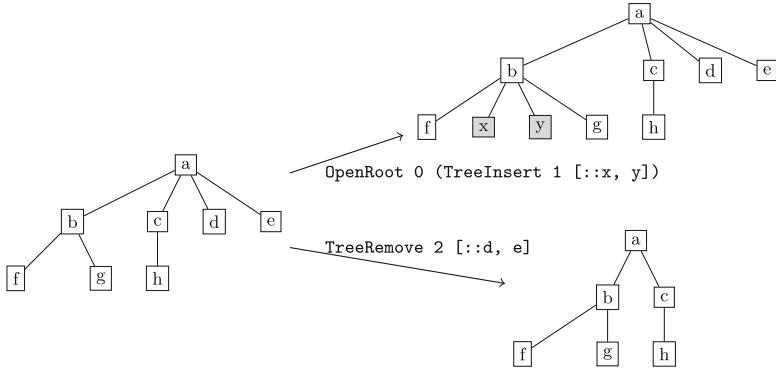 a
b c d e
f x y g h
OpenRoot 0 (TreeInsert 1 [::x, y])
a
b c d e
f g h
TreeRemove 2 [::d, e]
a
b c
f g h